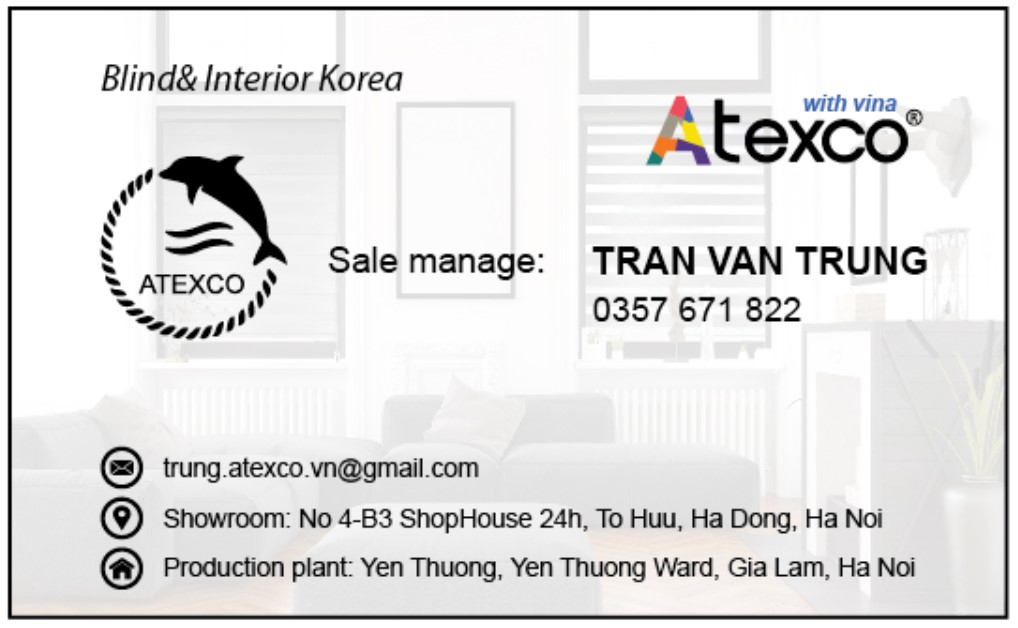 Blind& Interior Korea
with vina
Atexco®
ATEXCO
Sale manage: TRAN VAN TRUNG
0357 671 822
trung.atexco.vn@gmail.com
Showroom: No 4-B3 ShopHouse 24h, To Huu, Ha Dong, Ha Noi
Production plant: Yen Thuong, Yen Thuong Ward, Gia Lam, Ha Noi